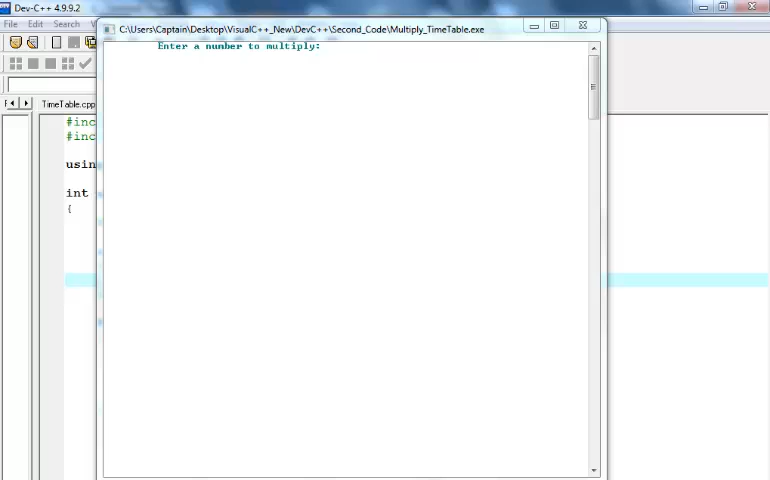 Dev-C++ 4.9.9.2
File Edit Search V
C:\Users\Captain\Desktop\VisualC++_New\DevC++\Second_Code\Multiply_TimeTable.exe
Enter a number to multiply:
TimeTable.cpp
#inc
#inc
usin
int
{